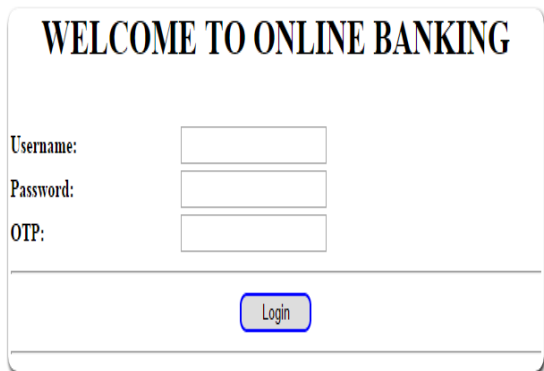 WELCOME TO ONLINE BANKING
Username:
Password:
OTP:
Login